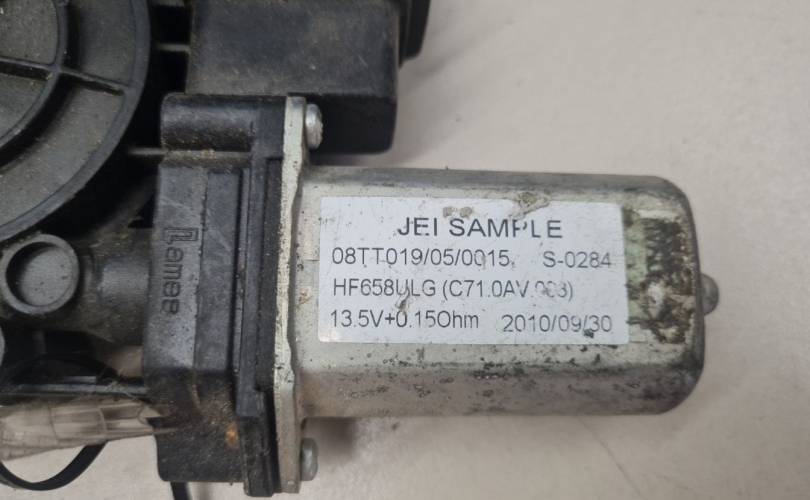 JEI SAMPLE
08TT019/05/0015. S-0284
HF658ULG (C71.0AV.003)
13.5V+0.15Ohm 2010/09/30